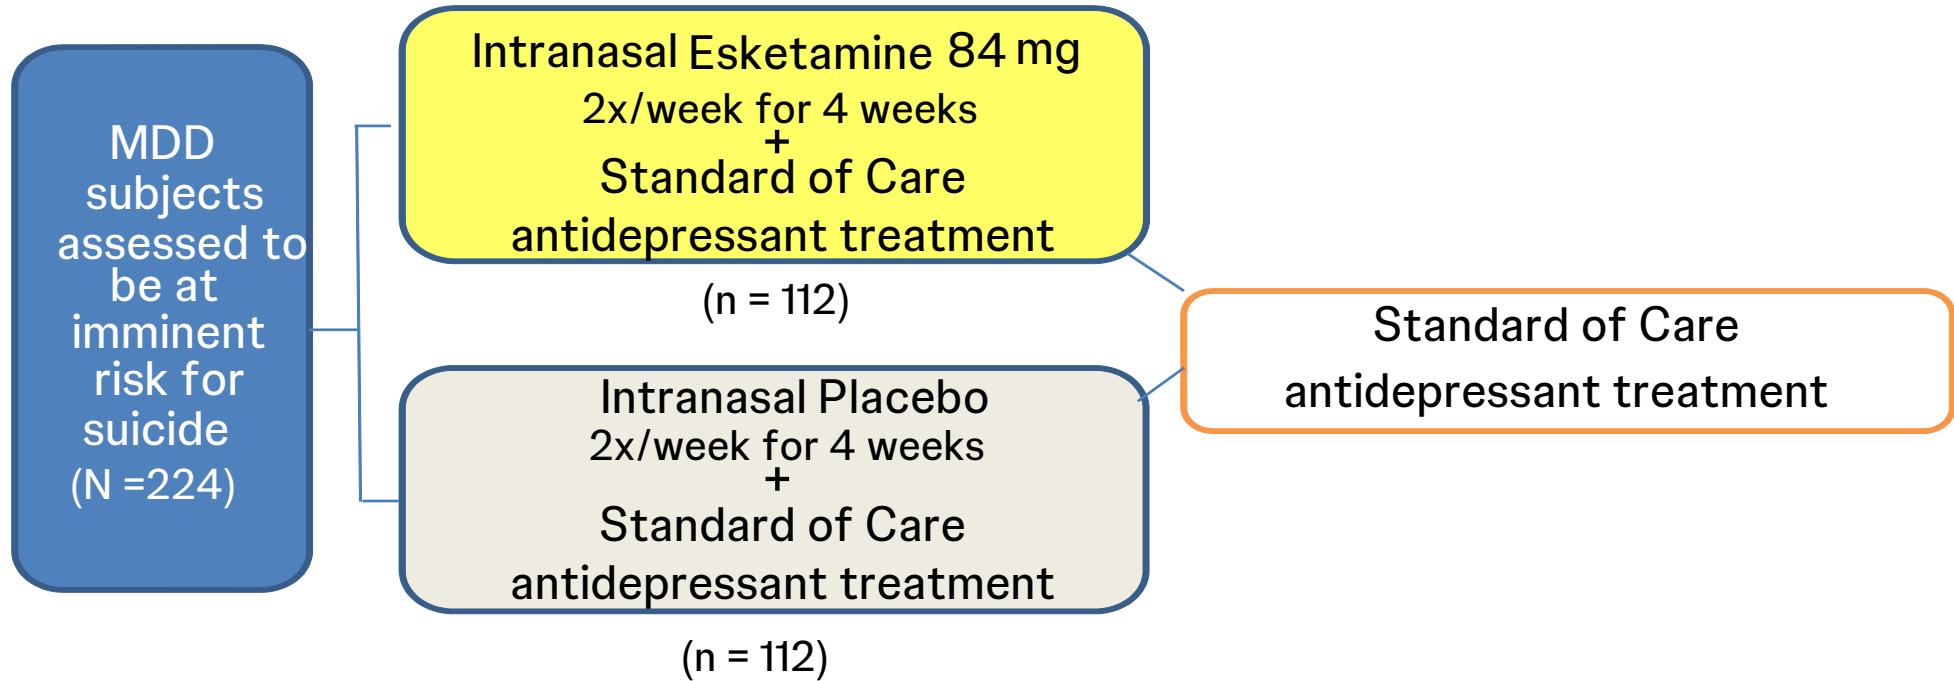 MDD
subjects
assessed to
be at
imminent
risk for
suicide
(N =224)
Intranasal Esketamine 84 mg
2x/week for 4 weeks
+
Standard of Care
antidepressant treatment
(n = 112)
Intranasal Placebo
2x/week for 4 weeks
+
Standard of Care
antidepressant treatment
(n = 112)
Standard of Care
antidepressant treatment